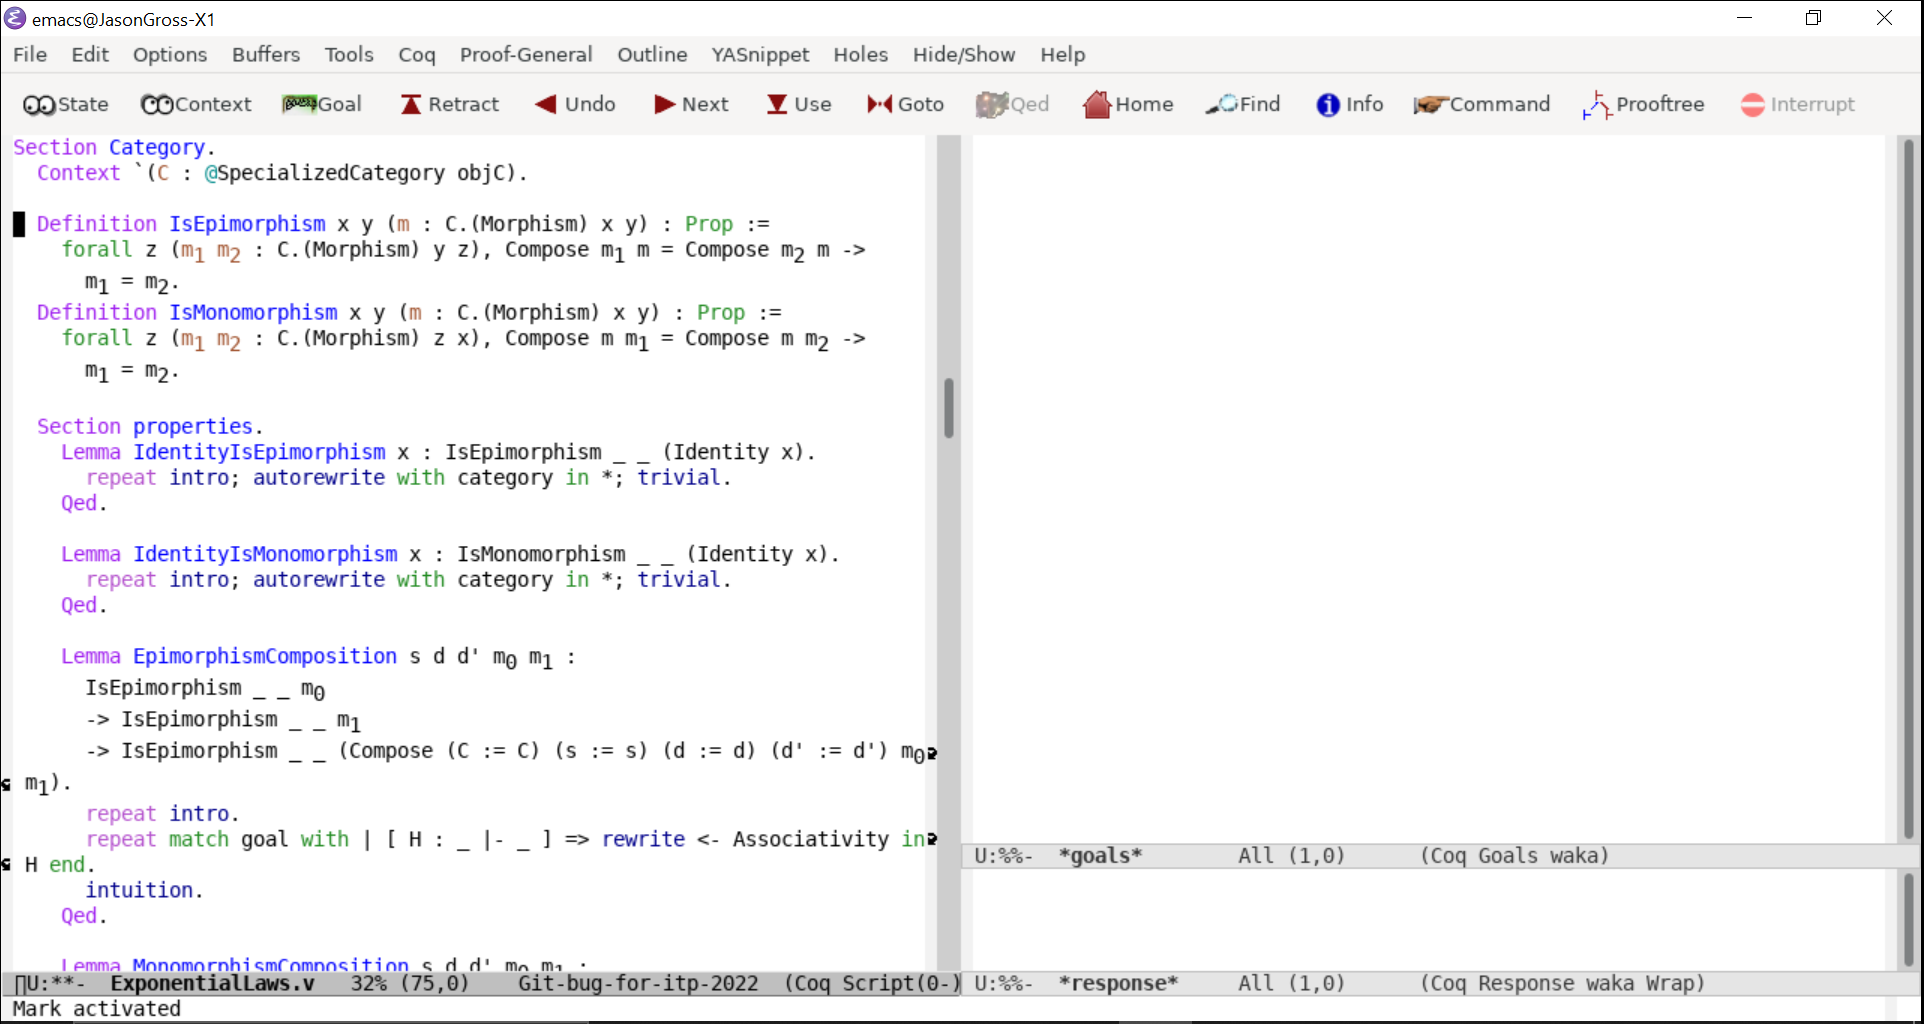 emacs@JasonGross-X1
File Edit Options Buffers Tools Coq Proof-General Outline YASnippet Holes Hide/Show Help
State Context Goal Retract Undo Next Use Goto Qed Home Find Info Command Prooftree Interrupt
Section Category.
  Context `(C : @SpecializedCategory objC).
  Definition IsEpimorphism x y (m : C.(Morphism) x y) : Prop :=
    forall z (m₁ m₂ : C.(Morphism) y z), Compose m₁ m = Compose m₂ m ->
      m₁ = m₂.
  Definition IsMonomorphism x y (m : C.(Morphism) x y) : Prop :=
    forall z (m₁ m₂ : C.(Morphism) z x), Compose m m₁ = Compose m m₂ ->
      m₁ = m₂.
  Section properties.
    Lemma IdentityIsEpimorphism x : IsEpimorphism _ _ (Identity x).
      repeat intro; autorewrite with category in *; trivial.
    Qed.
    Lemma IdentityIsMonomorphism x : IsMonomorphism _ _ (Identity x).
      repeat intro; autorewrite with category in *; trivial.
    Qed.
    Lemma EpimorphismComposition s d d' m₀ m₁ :
      IsEpimorphism _ _ m₀
      -> IsEpimorphism _ _ m₁
      -> IsEpimorphism _ _ (Compose (C := C) (s := s) (d := d) (d' := d') m₀
 m₁).
      repeat intro.
      repeat match goal with | [ H : _ |- _ ] => rewrite <- Associativity in
 H end.
      intuition.
    Qed.
    Lemma MonomorphismComposition s d d' m₀ m₁ :
U:**-  ExponentialLaws.v   32% (75,0)    Git-bug-for-itp-2022  (Coq Script(0-)
Mark activated
U:%%-  *goals*        All (1,0)      (Coq Goals waka)
U:%%-  *response*     All (1,0)      (Coq Response waka Wrap)